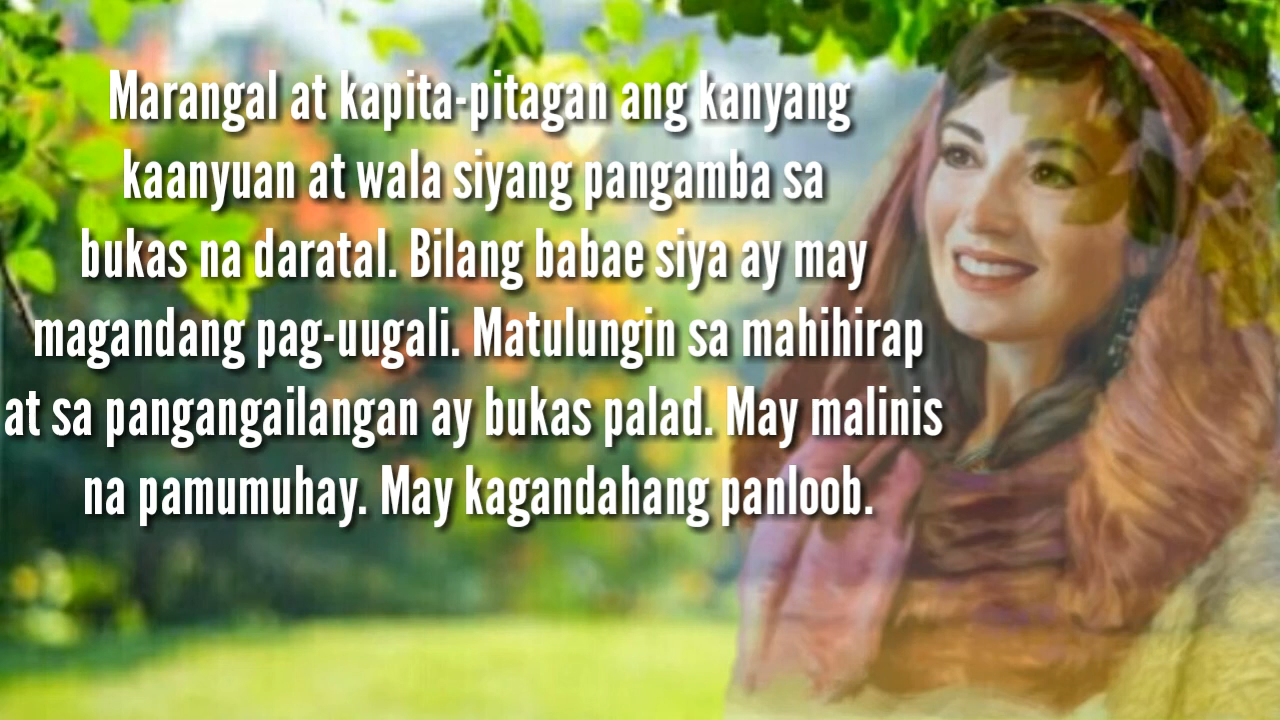 Marangal at kapita-pitagan ang kanyang
kaanyuan at wala siyang pangamba sa
bukas na daratal. Bilang babae siya ay may
magandang pag-uugali. Matulungin sa mahihirap
at sa pangangailangan ay bukas palad. May malinis
na pamumuhay. May kagandahang panloob.